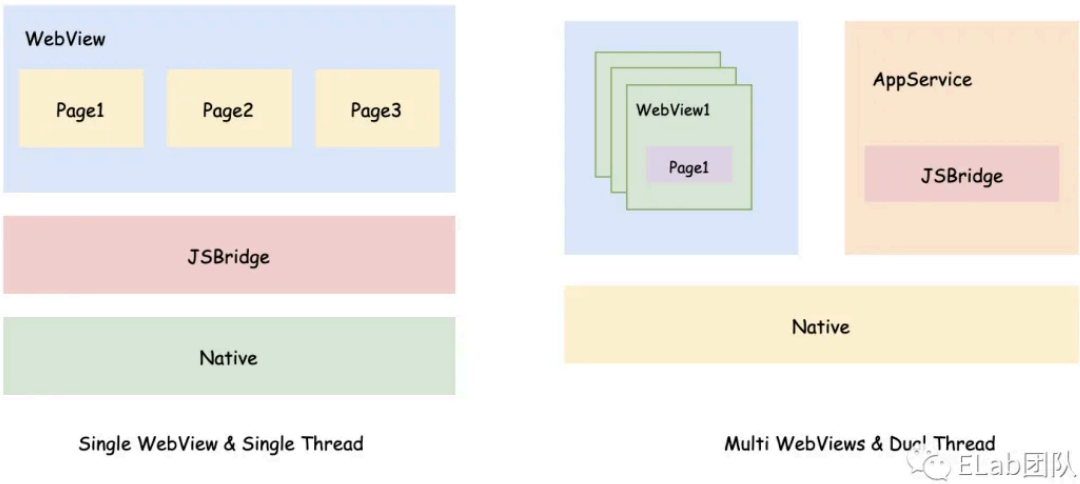 WebView
Page1
Page2
Page3
JSBridge
Native
Single WebView & Single Thread
WebView1
Page1
AppService
JSBridge
Native
Multi WebViews & Dual Thread
ELab团队